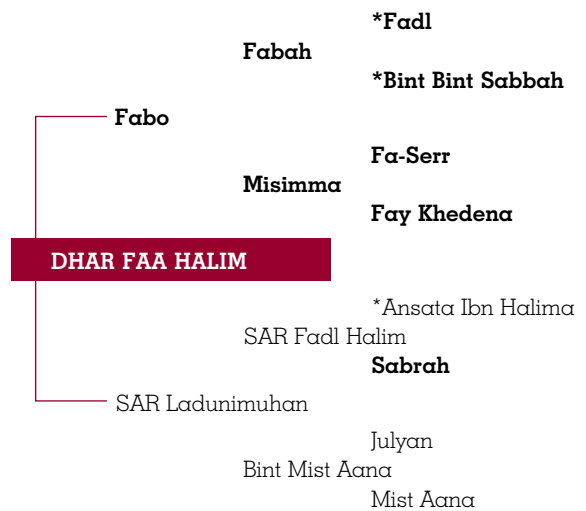 *Fadl
Fabah
*Bint Bint Sabbah
Fabo
Fa-Serr
Misimma
Fay Khedena
DHAR FAA HALIM
*Ansata Ibn Halima
SAR Fadl Halim
Sabrah
SAR Ladunimuhan
Julyan
Bint Mist Aana
Mist Aana